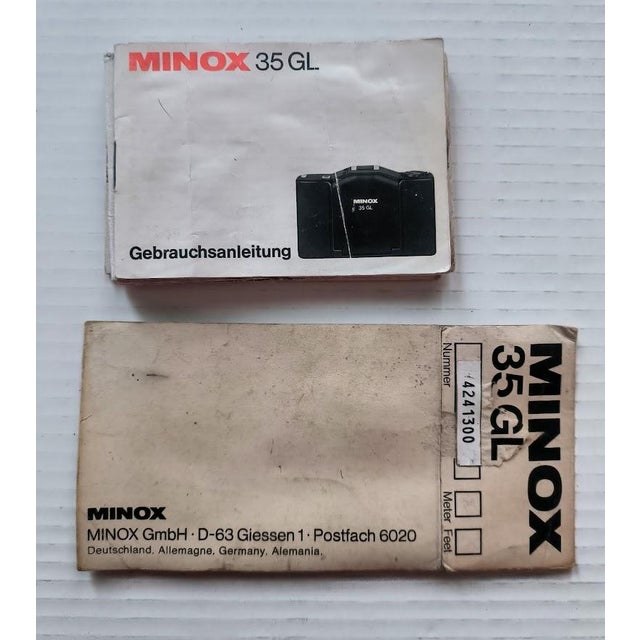 MINOX 35 GL
MINOX
35 GL
Gebrauchsanleitung
MINOX
MINOX GmbH · D-63 Giessen 1 · Postfach 6020
Deutschland, Allemagne, Germany, Alemania.
MINOX
35 GL
Nummer
4241300
Meter Feet